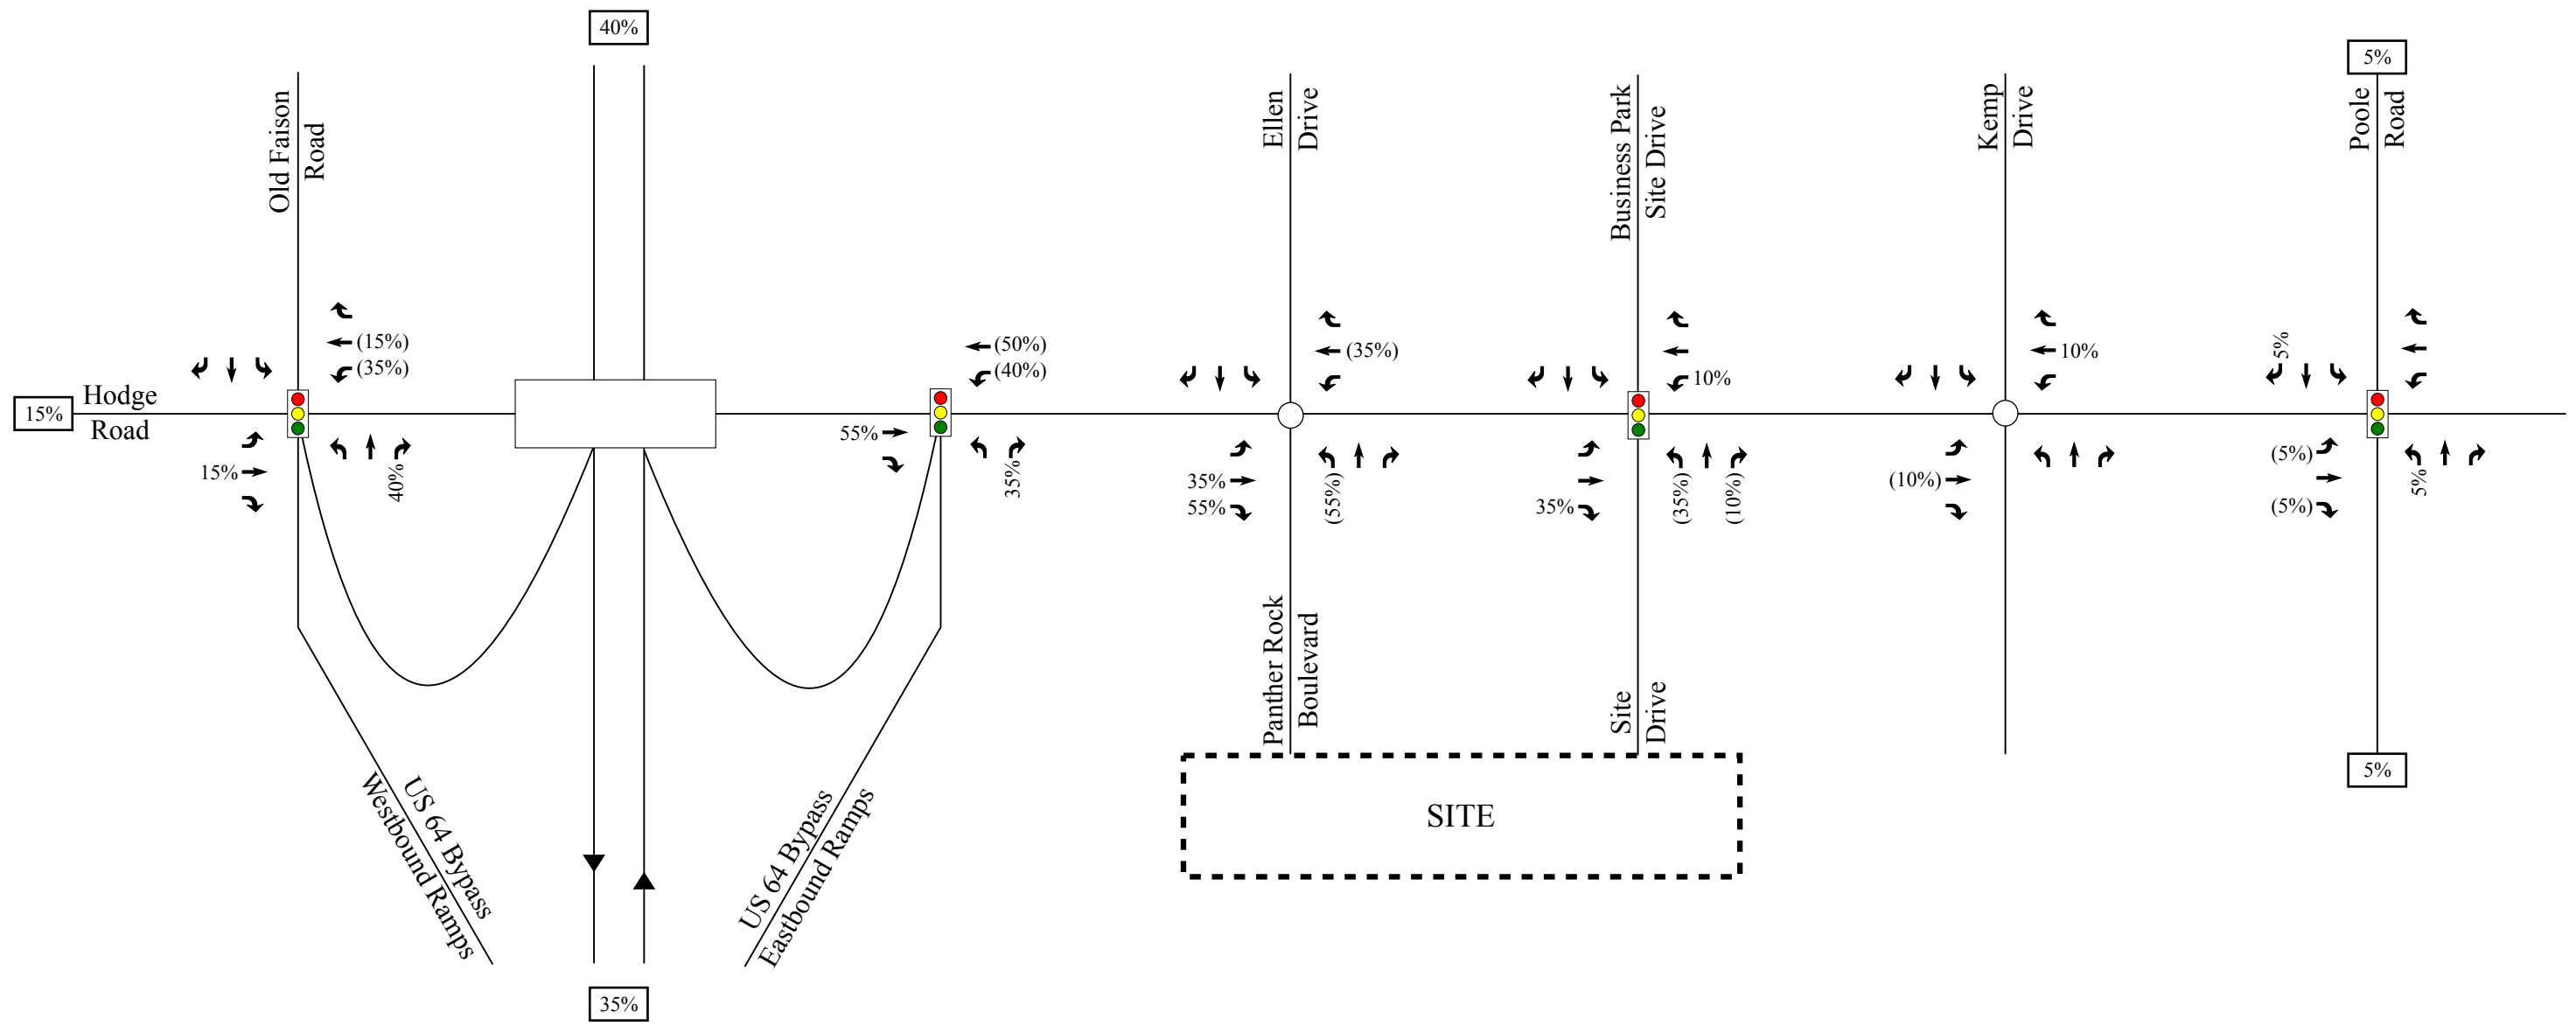 40%
5%
Old Faison
Road
Ellen
Drive
Business Park
Site Drive
Kemp
Drive
Poole
Road
(15%)
(35%)
(50%)
(40%)
(35%)
10%
10%
5%
15%
Hodge
Road
15%
40%
55%
35%
35%
55%
(55%)
35%
(35%)
(10%)
(10%)
(5%)
(5%)
5%
Panther Rock
Boulevard
Site
Drive
5%
SITE
US 64 Bypass
Westbound Ramps
US 64 Bypass
Eastbound Ramps
35%